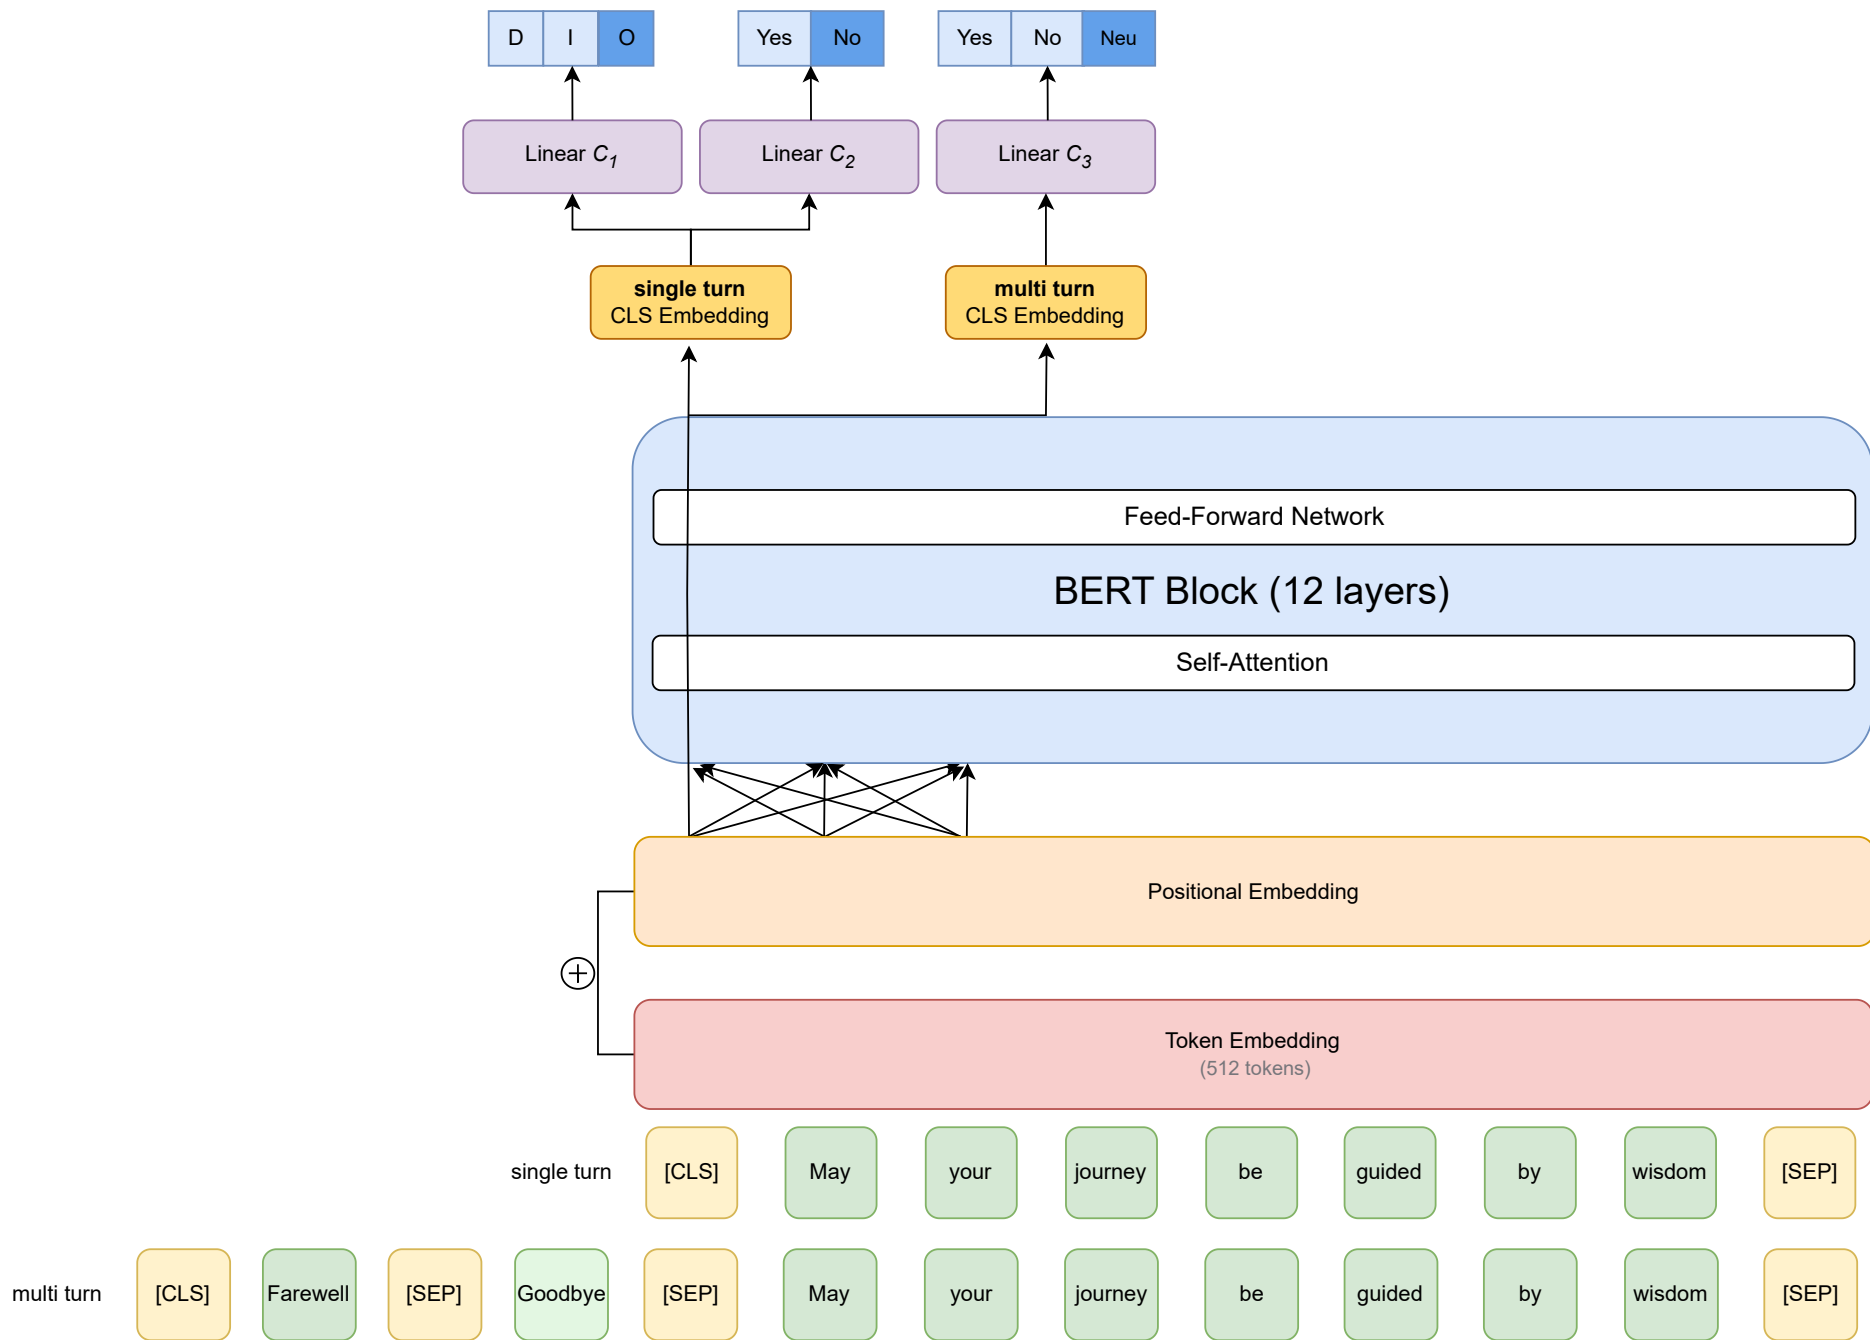 D I O Yes No Yes No Neu
Linear C1 Linear C2 Linear C3
single turn
CLS Embedding
multi turn
CLS Embedding
Feed-Forward Network
BERT Block (12 layers)
Self-Attention
Positional Embedding
Token Embedding
(512 tokens)
single turn [CLS] May your journey be guided by wisdom [SEP]
multi turn [CLS] Farewell [SEP] Goodbye [SEP] May your journey be guided by wisdom [SEP]